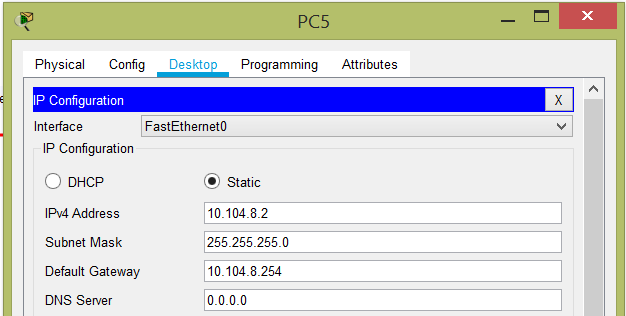 PC5
Physical Config Desktop Programming Attributes
IP Configuration X
Interface FastEthernet0
IP Configuration
DHCP Static
IPv4 Address 10.104.8.2
Subnet Mask 255.255.255.0
Default Gateway 10.104.8.254
DNS Server 0.0.0.0